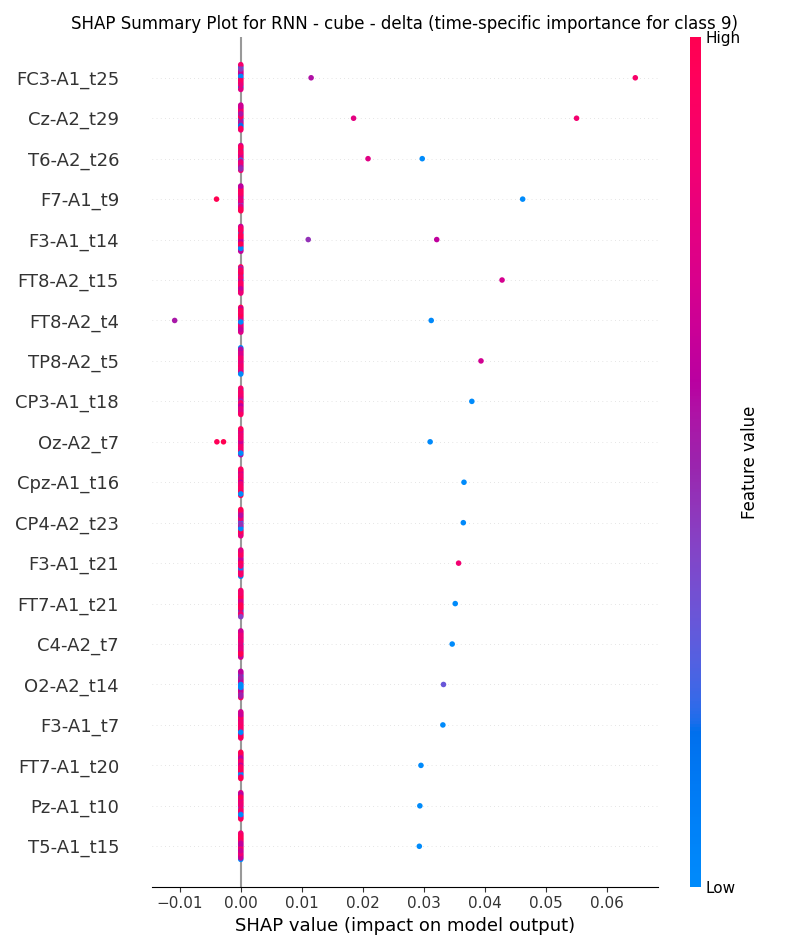 SHAP Summary Plot for RNN - cube - delta (time-specific importance for class 9)
High
FC3-A1_t25
Cz-A2_t29
T6-A2_t26
F7-A1_t9
F3-A1_t14
FT8-A2_t15
FT8-A2_t4
TP8-A2_t5
CP3-A1_t18
Oz-A2_t7
Cpz-A1_t16
CP4-A2_t23
F3-A1_t21
FT7-A1_t21
C4-A2_t7
O2-A2_t14
F3-A1_t7
FT7-A1_t20
Pz-A1_t10
T5-A1_t15
Feature value
Low
−0.01 0.00 0.01 0.02 0.03 0.04 0.05 0.06
SHAP value (impact on model output)